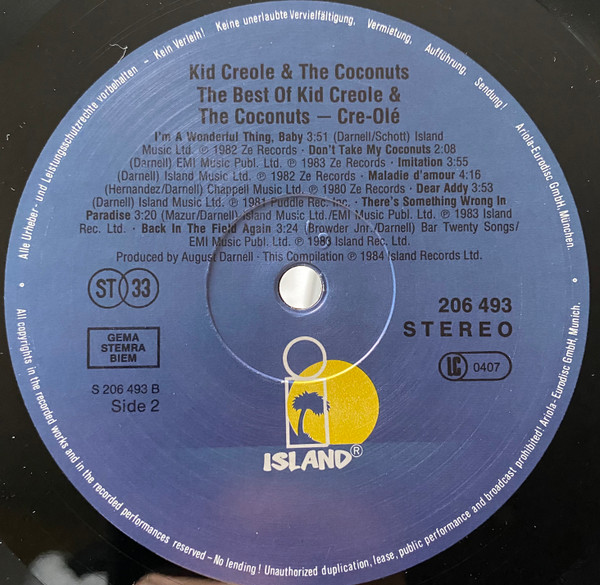 Alle Urheber- und Leistungsschutzrechte vorbehalten – Kein Verleih! Keine unerlaubte Vervielfältigung, Vermietung, Aufführung, Sendung!
Ariola-Eurodisc GmbH, München.
Kid Creole & The Coconuts
The Best Of Kid Creole &
The Coconuts – Cre-Olé
I'm A Wonderful Thing, Baby 3:51 (Darnell/Schott) Island
Music Ltd. ℗ 1982 Ze Records · Don't Take My Coconuts 2:08
(Darnell) EMI Music Publ. Ltd. ℗ 1983 Ze Records · Imitation 3:55
(Darnell) Island Music Ltd. ℗ 1982 Ze Records · Maladie d'amour 4:16
(Hernandez/Darnell) Chappell Music Ltd. ℗ 1980 Ze Records · Dear Addy 3:53
(Darnell) Island Music Ltd. ℗ 1981 Puddle Rec. Inc. · There's Something Wrong In
Paradise 3:20 (Mazur/Darnell) Island Music Ltd./EMI Music Publ. Ltd. ℗ 1983 Island
Rec. Ltd. · Back In The Field Again 3:24 (Browder Jnr./Darnell) Bar Twenty Songs/
EMI Music Publ. Ltd. ℗ 1983 Island Rec. Ltd.
Produced by August Darnell · This Compilation ℗ 1984 Island Records Ltd.
ST 33
206 493
STEREO
GEMA
STEMRA
BIEM
LC 0407
S 206 493 B
Side 2
ISLAND®
All copyrights in the recorded works and in the recorded performances reserved – No lending! Unauthorized duplication, lease, public performance and broadcast prohibited! Ariola-Eurodisc GmbH, Munich.